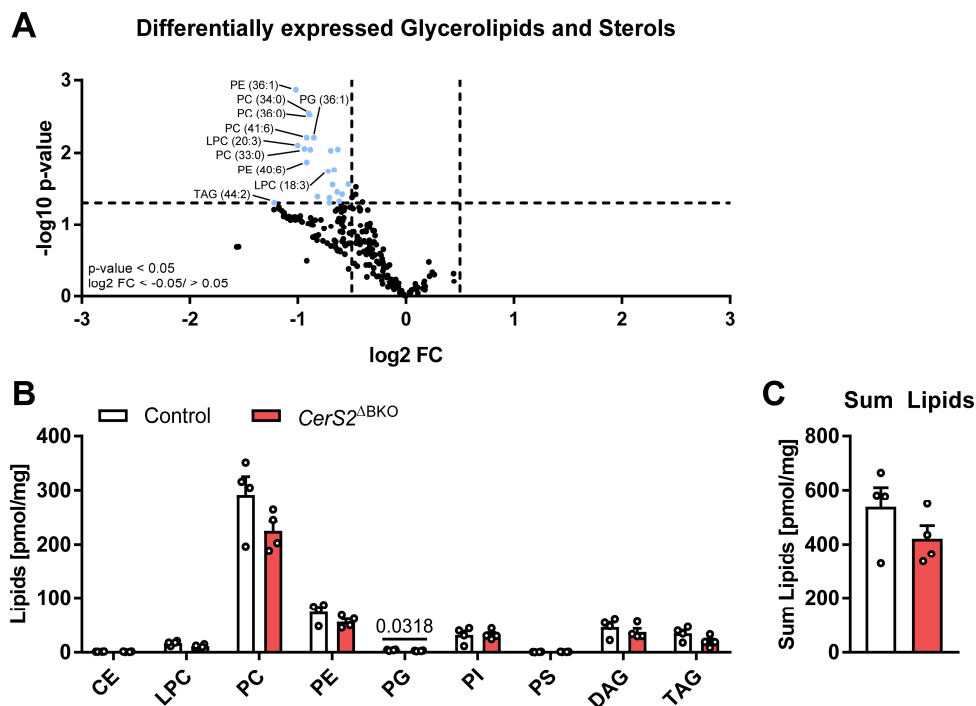 A
Differentially expressed Glycerolipids and Sterols
-log10 p-value
3
2
1
0
PE (36:1)
PC (34:0)
PG (36:1)
PC (36:0)
PC (41:6)
LPC (20:3)
PC (33:0)
PE (40:6)
LPC (18:3)
TAG (44:2)
p-value < 0.05
log2 FC < -0.05/ > 0.05
-3 -2 -1 0 1 2 3
log2 FC
B
Control
CerS2ΔBKO
Lipids [pmol/mg]
400
300
200
100
0
0.0318
CE LPC PC PE PG PI PS DAG TAG
C
Sum Lipids
Sum Lipids [pmol/mg]
800
600
400
200
0